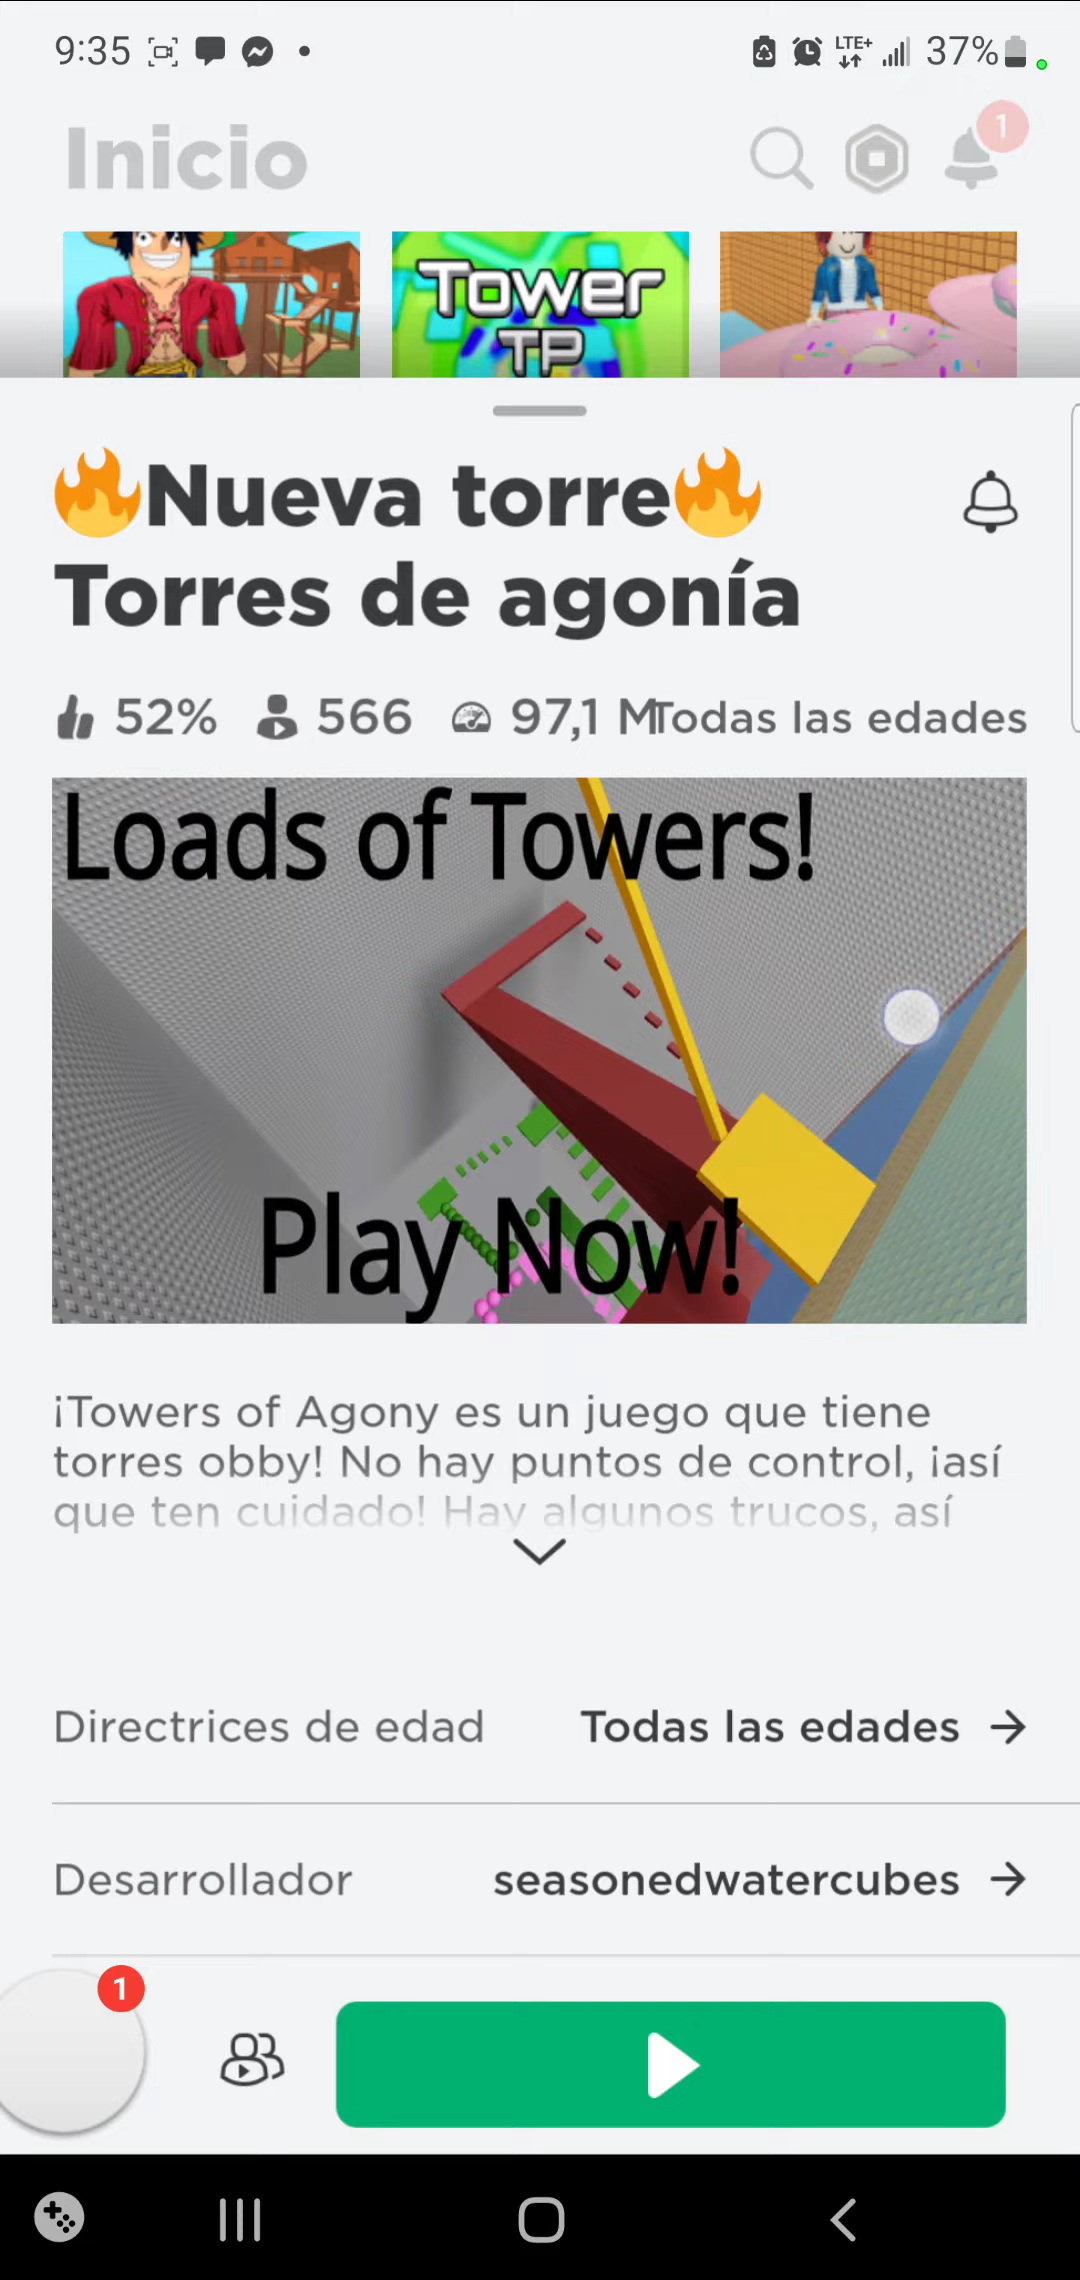 9:35
LTE+
37%
Inicio
1
Tower
TP
🔥Nueva torre🔥
Torres de agonía
52%
566
97,1 M
Todas las edades
Loads of Towers!
Play Now!
¡Towers of Agony es un juego que tiene
torres obby! No hay puntos de control, ¡así
que ten cuidado! Hay algunos trucos, así
Directrices de edad
Todas las edades
Desarrollador
seasonedwatercubes
1